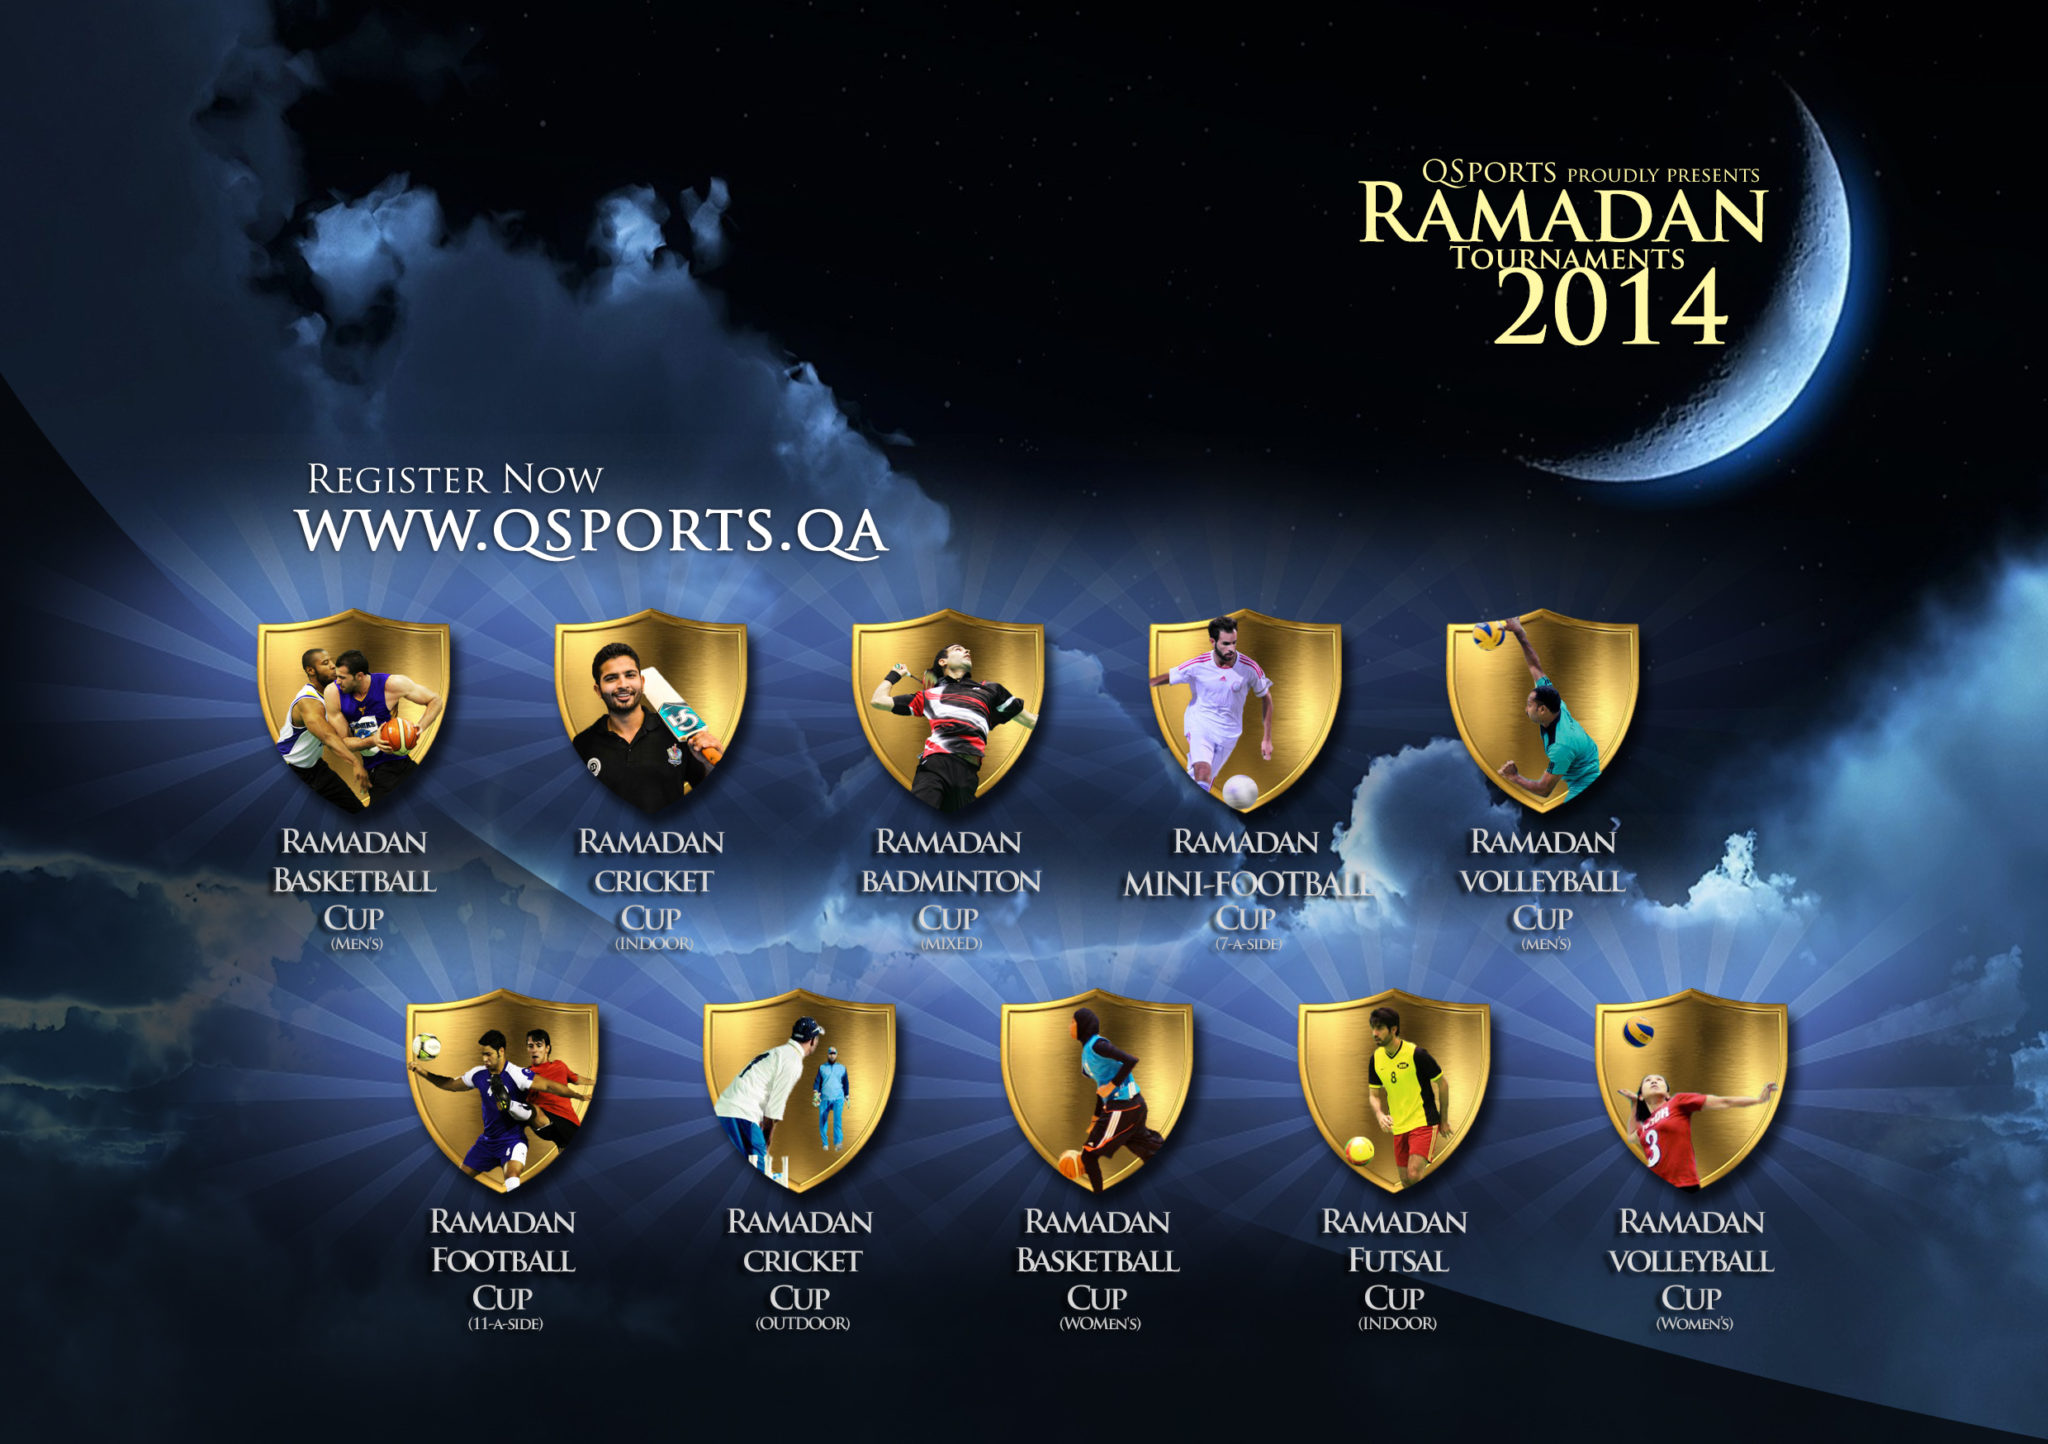 QSports proudly presents
Ramadan
Tournaments
2014
Register Now
www.qsports.qa
Ramadan
Basketball
Cup
(Men's)
Ramadan
cricket
Cup
(indoor)
Ramadan
badminton
Cup
(mixed)
Ramadan
mini-football
Cup
(7-a-side)
Ramadan
volleyball
Cup
(men's)
Ramadan
Football
Cup
(11-a-side)
Ramadan
cricket
Cup
(outdoor)
Ramadan
Basketball
Cup
(women's)
Ramadan
Futsal
Cup
(indoor)
8
Ramadan
volleyball
Cup
(Women's)
3